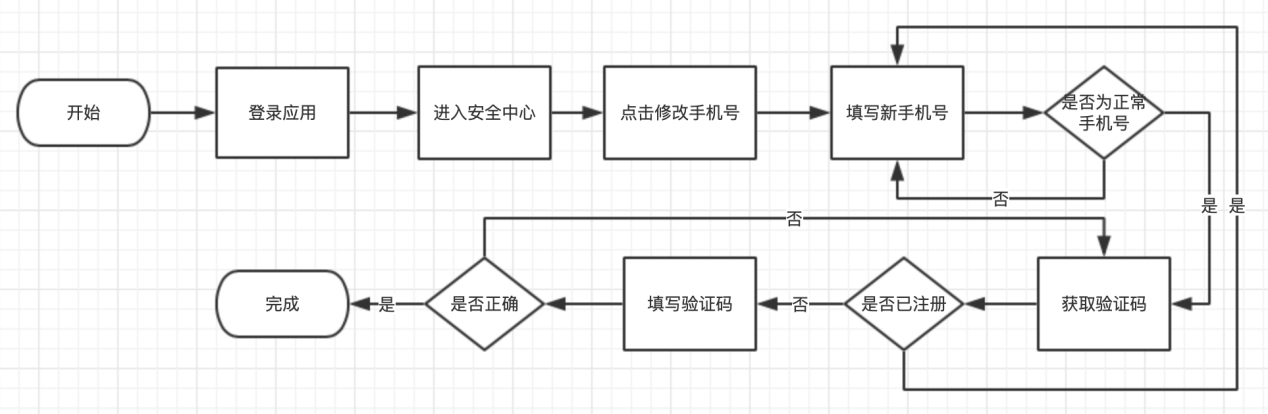 开始
登录应用
进入安全中心
点击修改手机号
填写新手机号
是否为正常
手机号
否
是
是
否
完成
是
是否正确
填写验证码
否
是否已注册
获取验证码